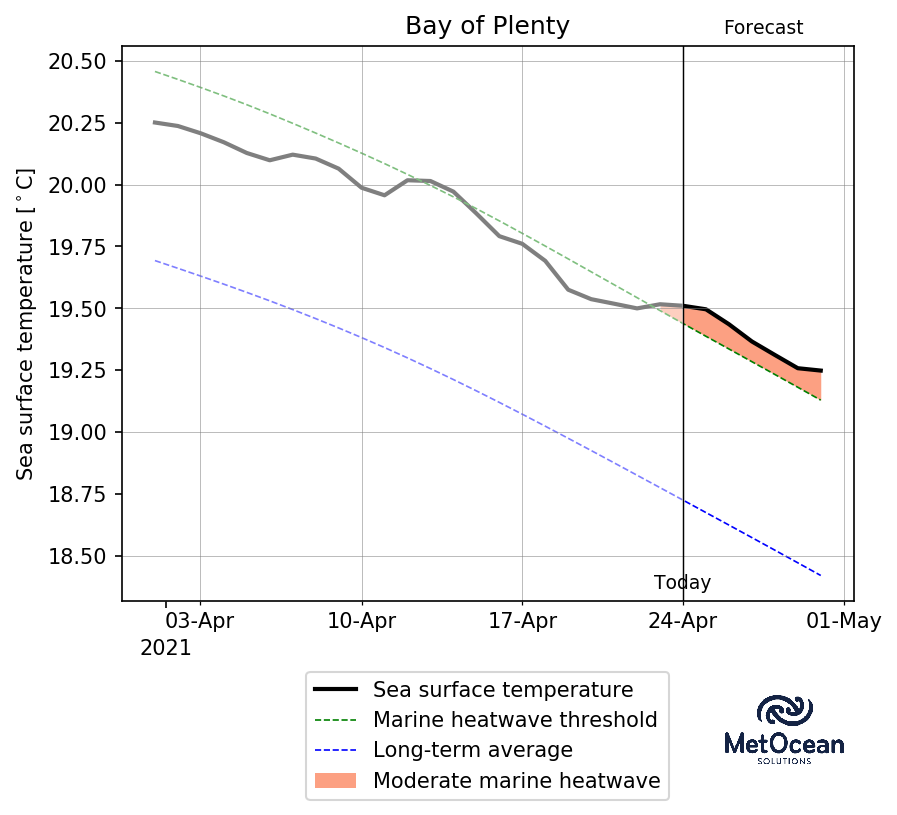 Bay of Plenty
Forecast
Sea surface temperature [°C]
20.50
20.25
20.00
19.75
19.50
19.25
19.00
18.75
18.50
Today
03-Apr 10-Apr 17-Apr 24-Apr 01-May
2021
Sea surface temperature
Marine heatwave threshold
Long-term average
Moderate marine heatwave
MetOcean
SOLUTIONS